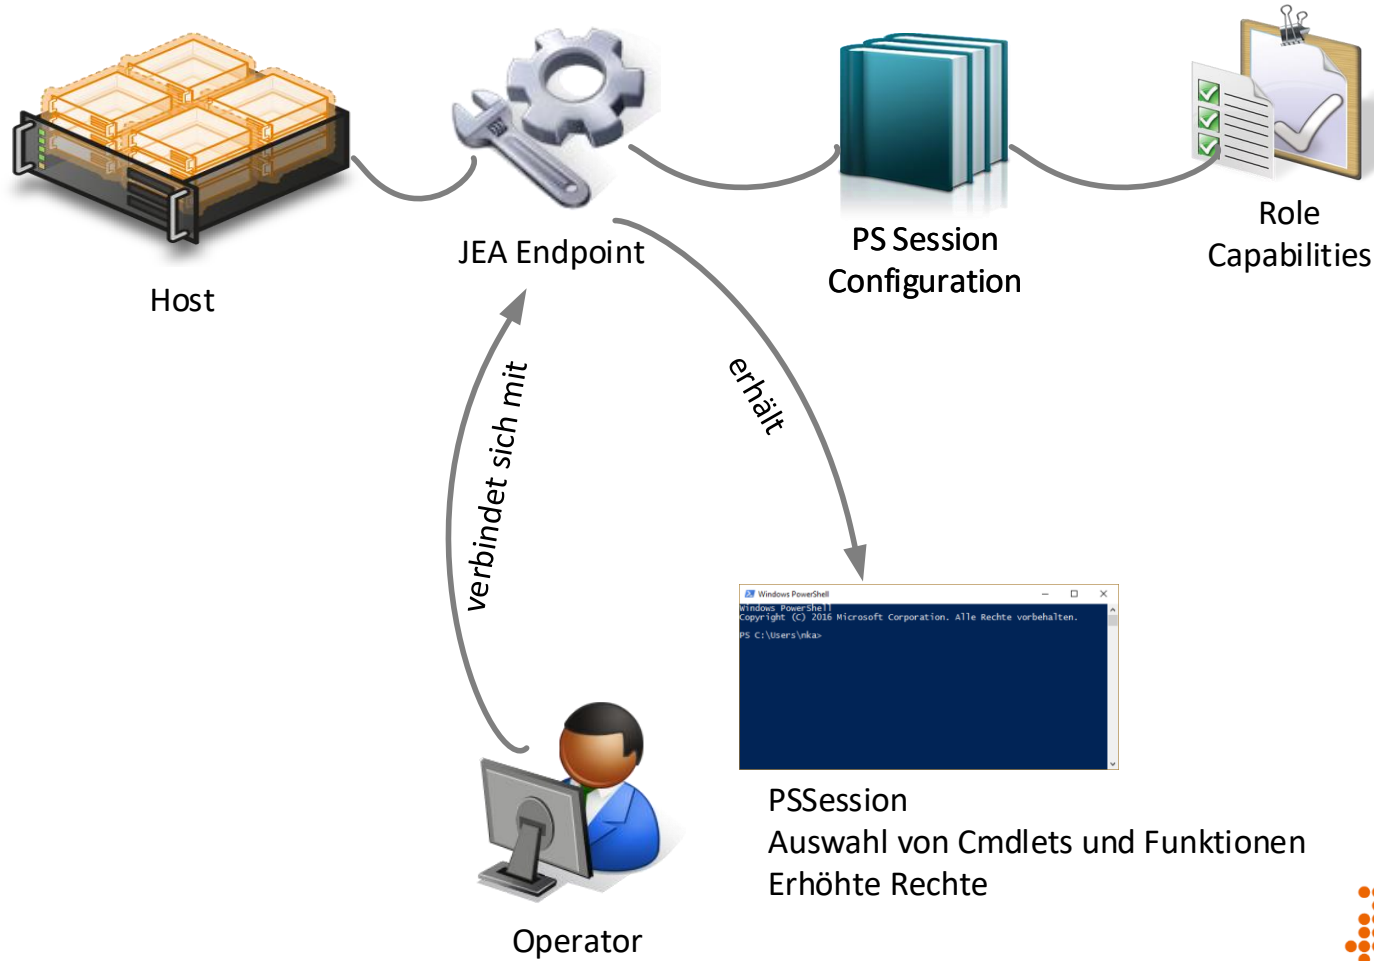 Host
JEA Endpoint
PS Session
Configuration
Role
Capabilities
verbindet sich mit
erhält
Windows PowerShell
Windows PowerShell
Copyright (C) 2016 Microsoft Corporation. Alle Rechte vorbehalten.
PS C:\Users\nka>
PSSession
Auswahl von Cmdlets und Funktionen
Erhöhte Rechte
Operator